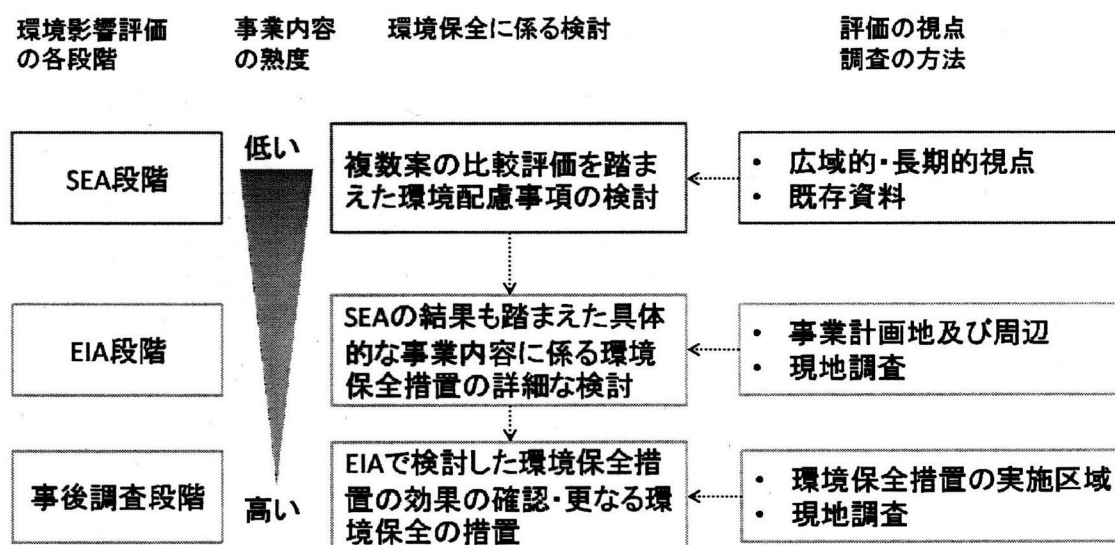 環境影響評価
の各段階
事業内容
の熟度
環境保全に係る検討
評価の視点
調査の方法
SEA段階
低い
複数案の比較評価を踏ま
えた環境配慮事項の検討
• 広域的・長期的視点
• 既存資料
EIA段階
SEAの結果も踏まえた具体
的な事業内容に係る環境
保全措置の詳細な検討
• 事業計画地及び周辺
• 現地調査
事後調査段階
高い
EIAで検討した環境保全措
置の効果の確認・更なる環
境保全の措置
• 環境保全措置の実施区域
• 現地調査